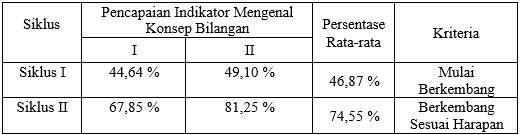 Siklus
Pencapaian Indikator Mengenal
Konsep Bilangan
Persentase
Rata-rata
Kriteria
I
II
Siklus I
44,64 %
49,10 %
46,87 %
Mulai
Berkembang
Siklus II
67,85 %
81,25 %
74,55 %
Berkembang
Sesuai Harapan